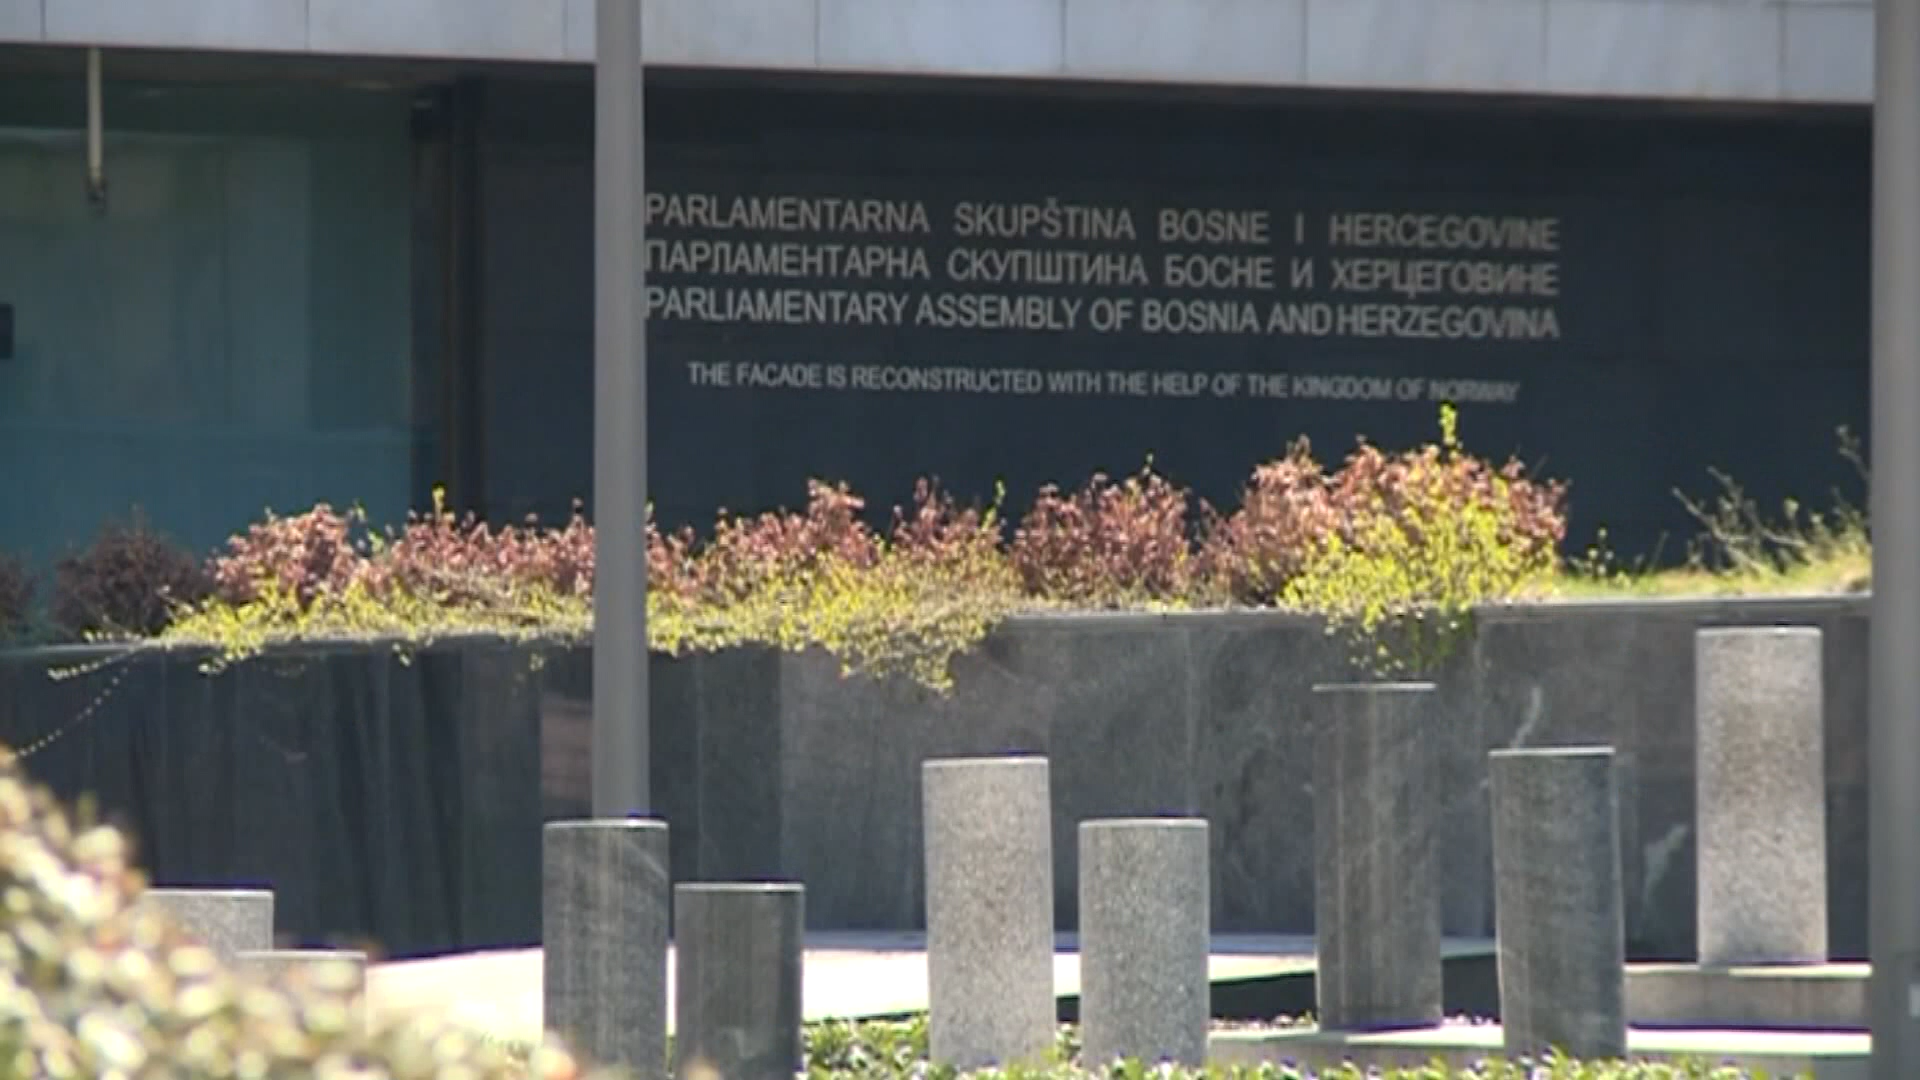 PARLAMENTARNA SKUPŠTINA BOSNE I HERCEGOVINE
ПАРЛАМЕНТАРНА СКУПШТИНА БОСНЕ И ХЕРЦЕГОВИНЕ
PARLIAMENTARY ASSEMBLY OF BOSNIA AND HERZEGOVINA
THE FACADE IS RECONSTRUCTED WITH THE HELP OF THE KINGDOM OF NORWAY